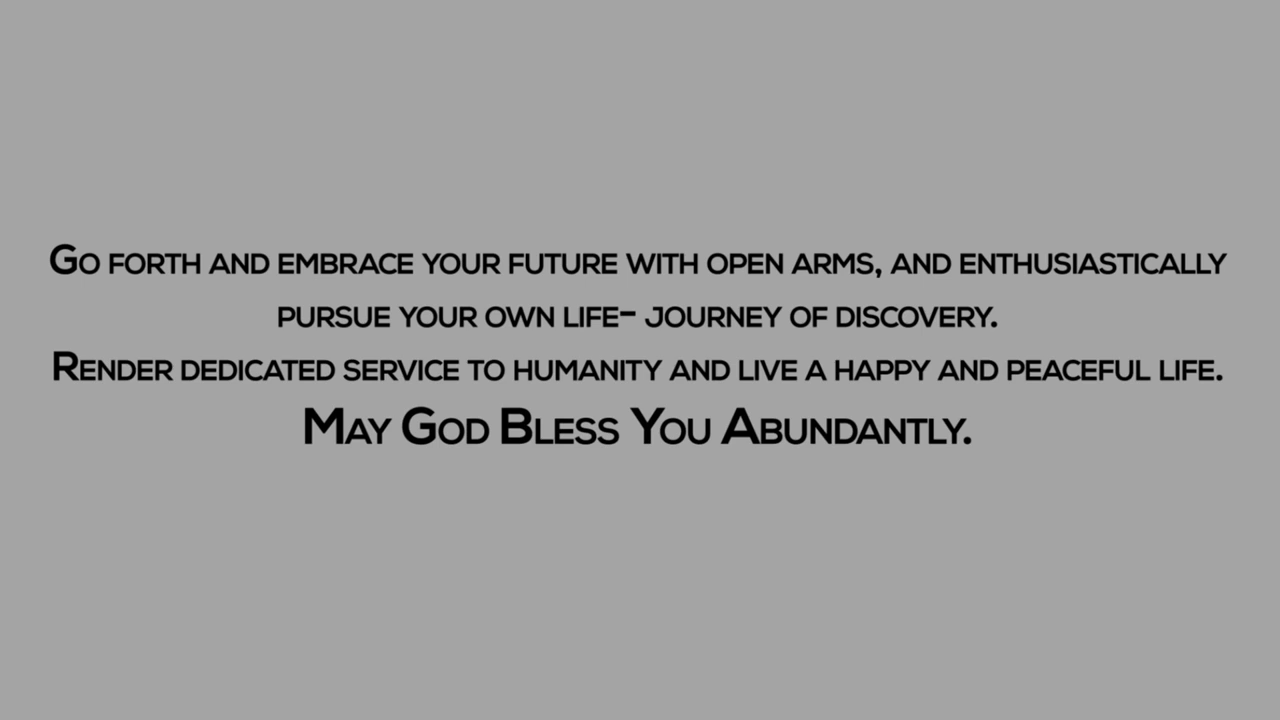 Go forth and embrace your future with open arms, and enthusiastically
pursue your own life- journey of discovery.
Render dedicated service to humanity and live a happy and peaceful life.
May God Bless You Abundantly.